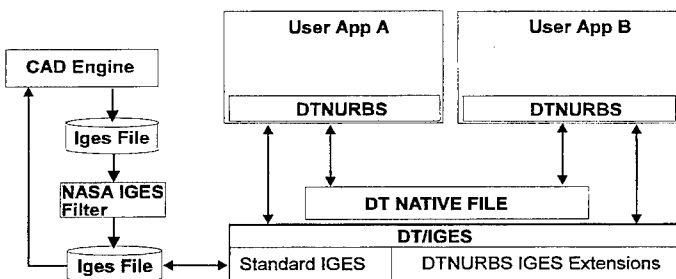 User App A
User App B
CAD Engine
DTNURBS
DTNURBS
Iges File
NASA IGES
Filter
DT NATIVE FILE
DT/IGES
Iges File
Standard IGES
DTNURBS IGES Extensions